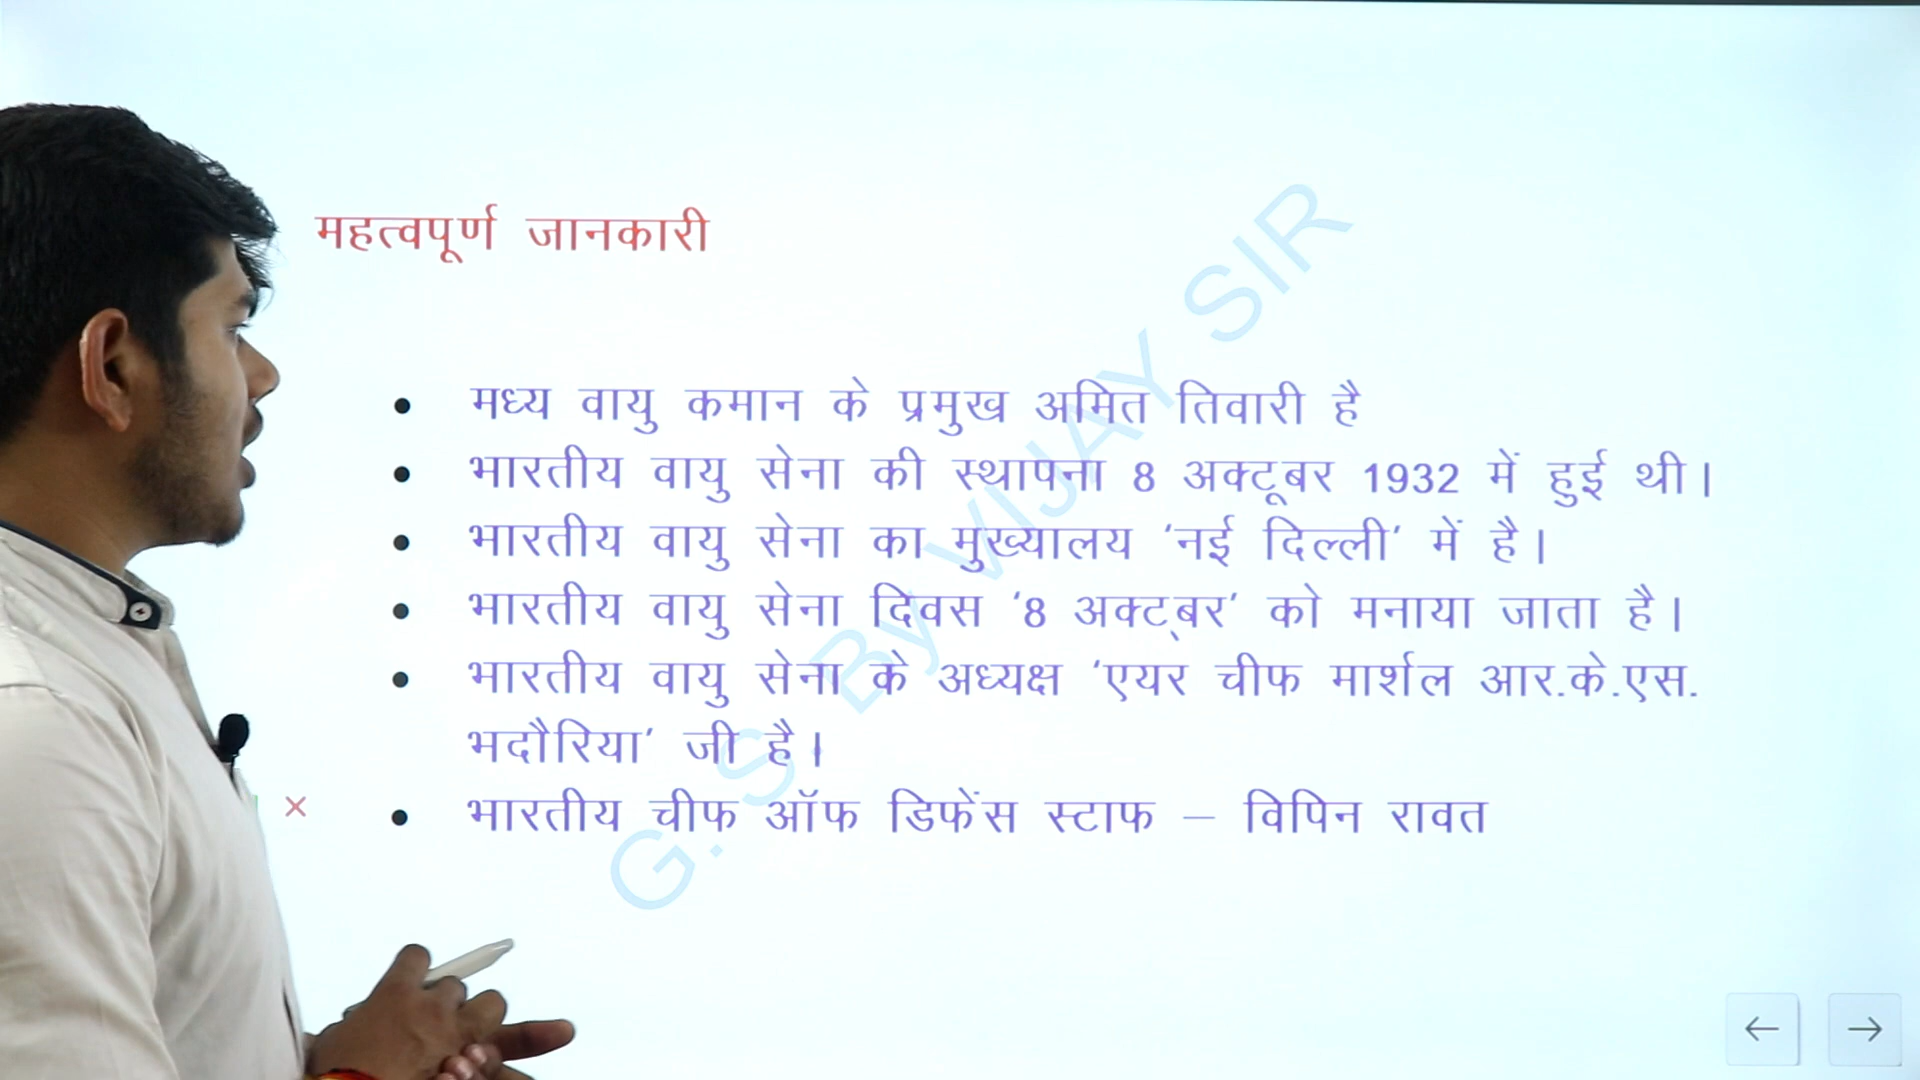 महत्वपूर्ण जानकारी
• मध्य वायु कमान के प्रमुख अमित तिवारी है
• भारतीय वायु सेना की स्थापना 8 अक्टूबर 1932 में हुई थी।
• भारतीय वायु सेना का मुख्यालय ‘नई दिल्ली’ में है।
• भारतीय वायु सेना दिवस ‘8 अक्टूबर’ को मनाया जाता है।
• भारतीय वायु सेना के अध्यक्ष ‘एयर चीफ मार्शल आर.के.एस.
भदौरिया’ जी है।
× • भारतीय चीफ ऑफ डिफेंस स्टाफ – विपिन रावत
G.S. By VIJAY SIR